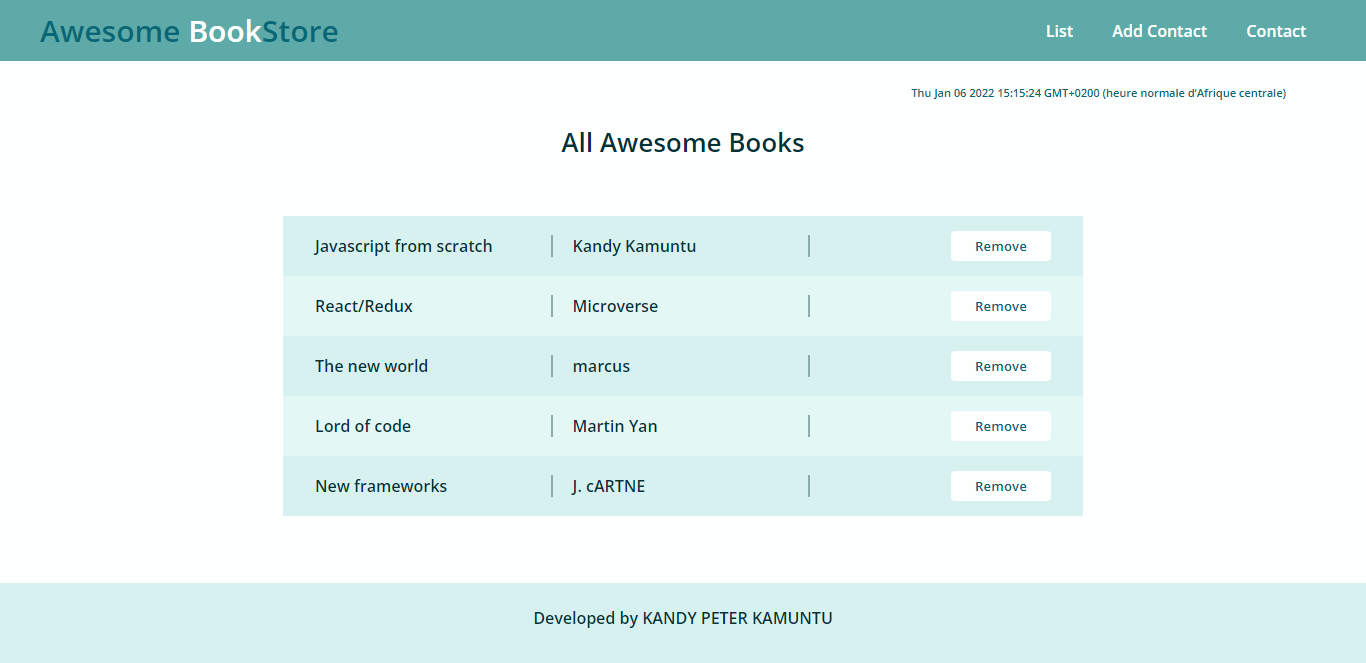 Awesome BookStore List Add Contact Contact
Thu Jan 06 2022 15:15:24 GMT+0200 (heure normale d’Afrique centrale)
All Awesome Books
Javascript from scratch | Kandy Kamuntu | Remove
React/Redux | Microverse | Remove
The new world | marcus | Remove
Lord of code | Martin Yan | Remove
New frameworks | J. cARTNE | Remove
Developed by KANDY PETER KAMUNTU